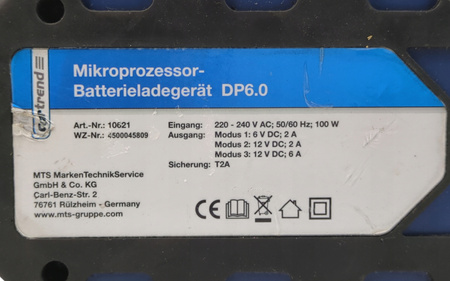 cartrend
Mikroprozessor-
Batterieladegerät DP6.0
Art.-Nr.: 10621
WZ-Nr.: 4500045809
Eingang: 220 - 240 V AC; 50/60 Hz; 100 W
Ausgang: Modus 1: 6 V DC; 2 A
Modus 2: 12 V DC; 2 A
Modus 3: 12 V DC; 6 A
Sicherung: T2A
MTS MarkenTechnikService
GmbH & Co. KG
Carl-Benz-Str. 2
76761 Rülzheim - Germany
www.mts-gruppe.com
CE